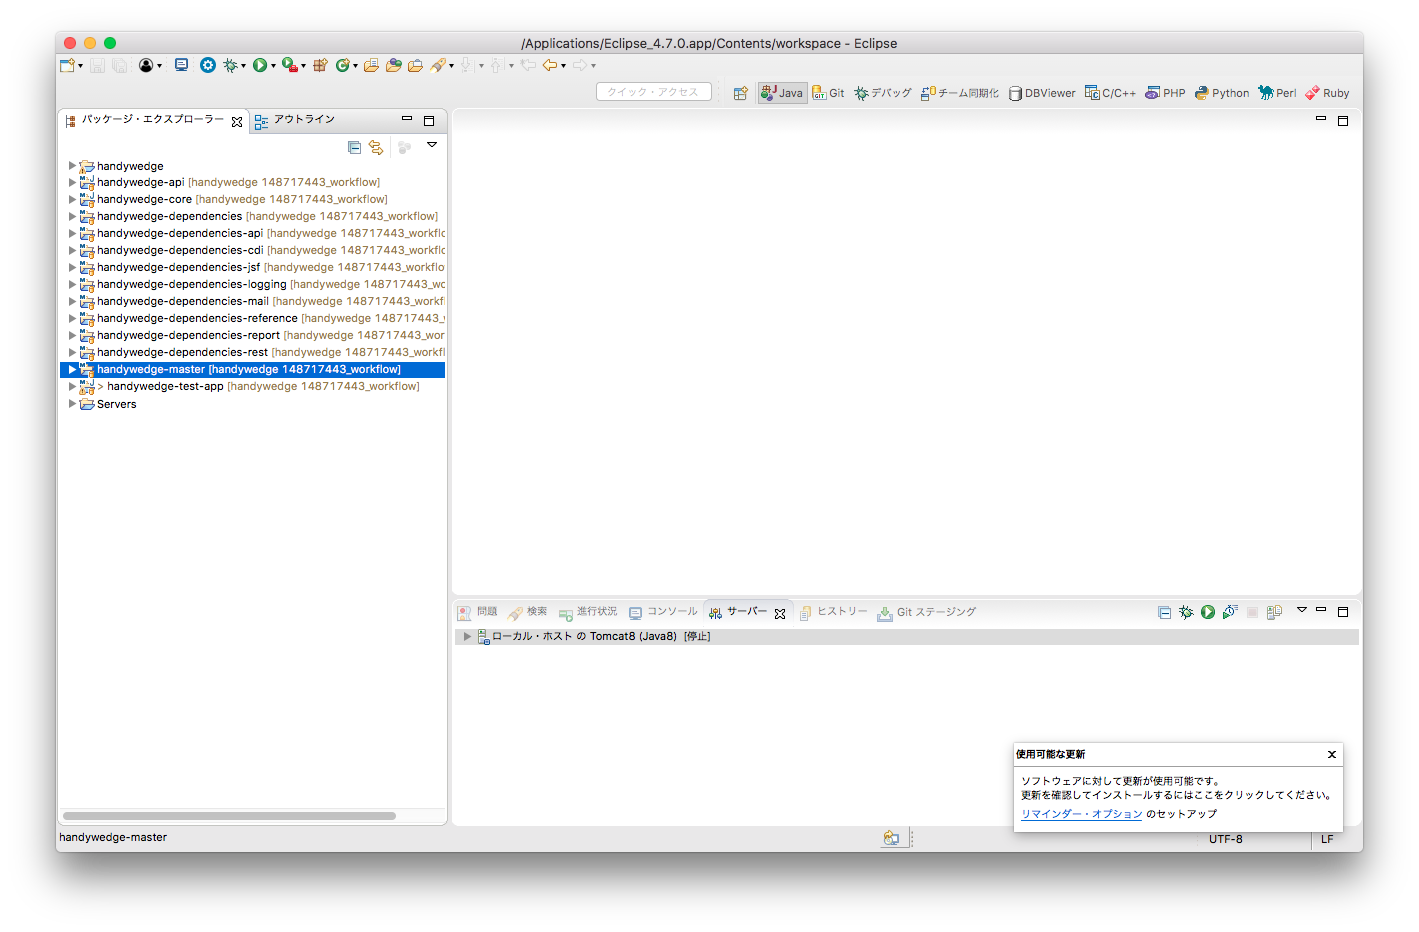 /Applications/Eclipse_4.7.0.app/Contents/workspace - Eclipse
クイック・アクセス
Java
Git
デバッグ
チーム同期化
DBViewer
C/C++
PHP
Python
Perl
Ruby
パッケージ・エクスプローラー
アウトライン
handywedge
handywedge-api [handywedge 148717443_workflow]
handywedge-core [handywedge 148717443_workflow]
handywedge-dependencies [handywedge 148717443_workflow]
handywedge-dependencies-api [handywedge 148717443_workflc
handywedge-dependencies-cdi [handywedge 148717443_workflc
handywedge-dependencies-jsf [handywedge 148717443_workflo
handywedge-dependencies-logging [handywedge 148717443_wc
handywedge-dependencies-mail [handywedge 148717443_workfl
handywedge-dependencies-reference [handywedge 148717443_
handywedge-dependencies-report [handywedge 148717443_wor
handywedge-dependencies-rest [handywedge 148717443_workfl
handywedge-master [handywedge 148717443_workflow]
> handywedge-test-app [handywedge 148717443_workflow]
Servers
問題
検索
進行状況
コンソール
サーバー
ヒストリー
Git ステージング
ローカル・ホスト の Tomcat8 (Java8) [停止]
使用可能な更新
ソフトウェアに対して更新が使用可能です。
更新を確認してインストールするにはここをクリックしてください。
リマインダー・オプション のセットアップ
handywedge-master
UTF-8
LF